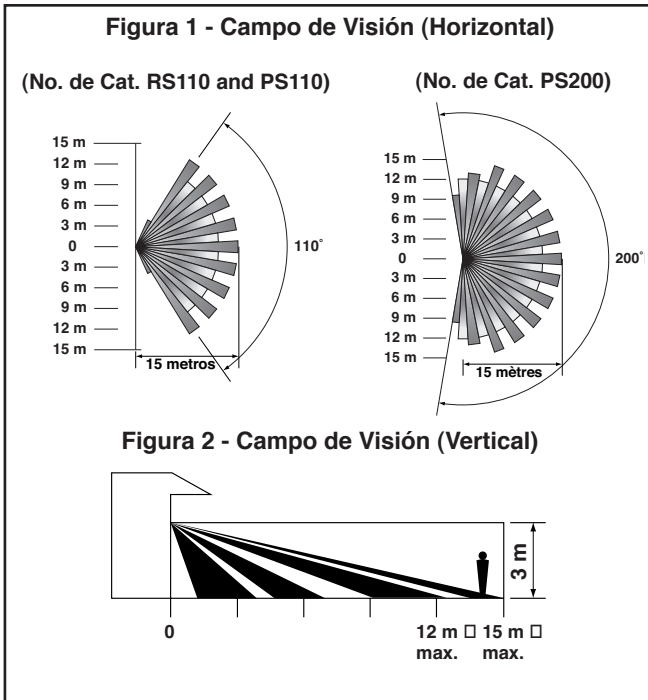 Figura 1 - Campo de Visión (Horizontal)
(No. de Cat. RS110 and PS110)
15 m
12 m
9 m
6 m
3 m
0
3 m
6 m
9 m
12 m
15 m
110°
15 metros
(No. de Cat. PS200)
15 m
12 m
9 m
6 m
3 m
0
3 m
6 m
9 m
12 m
15 m
200°
15 mètres
Figura 2 - Campo de Visión (Vertical)
3 m
0
12 m □ 15 m □
max. max.